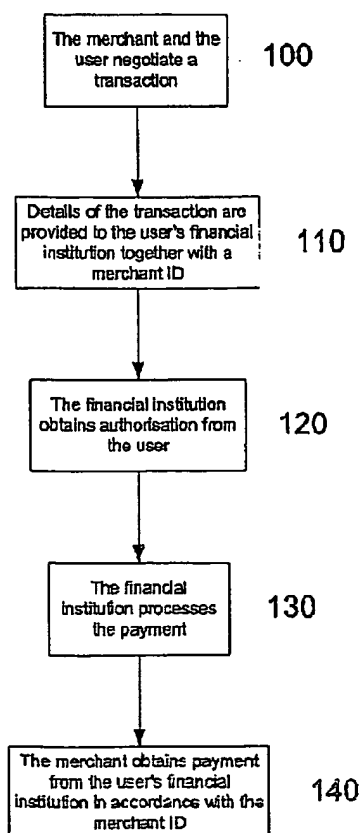 The merchant and the
user negotiate a
transaction
100
Details of the transaction are
provided to the user's financial
institution together with a
merchant ID
110
The financial institution
obtains authorisation from
the user
120
The financial
institution processes
the payment
130
The merchant obtains payment
from the user's financial
institution in accordance with the
merchant ID
140